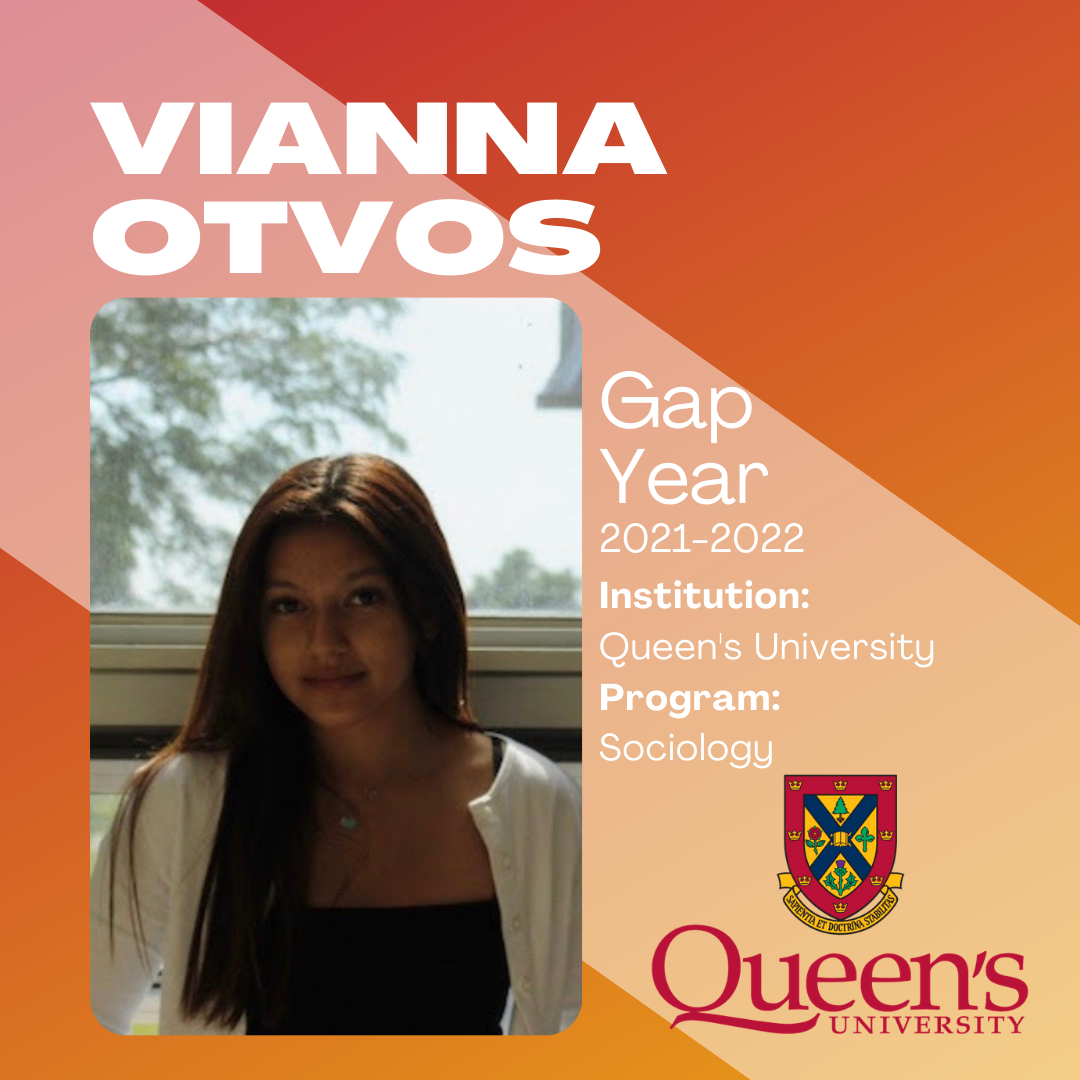 VIANNA
OTVOS
Gap
Year
2021-2022
Institution:
Queen's University
Program:
Sociology
SAPIENTIA ET DOCTRINA STABILITAS
Queen's
UNIVERSITY